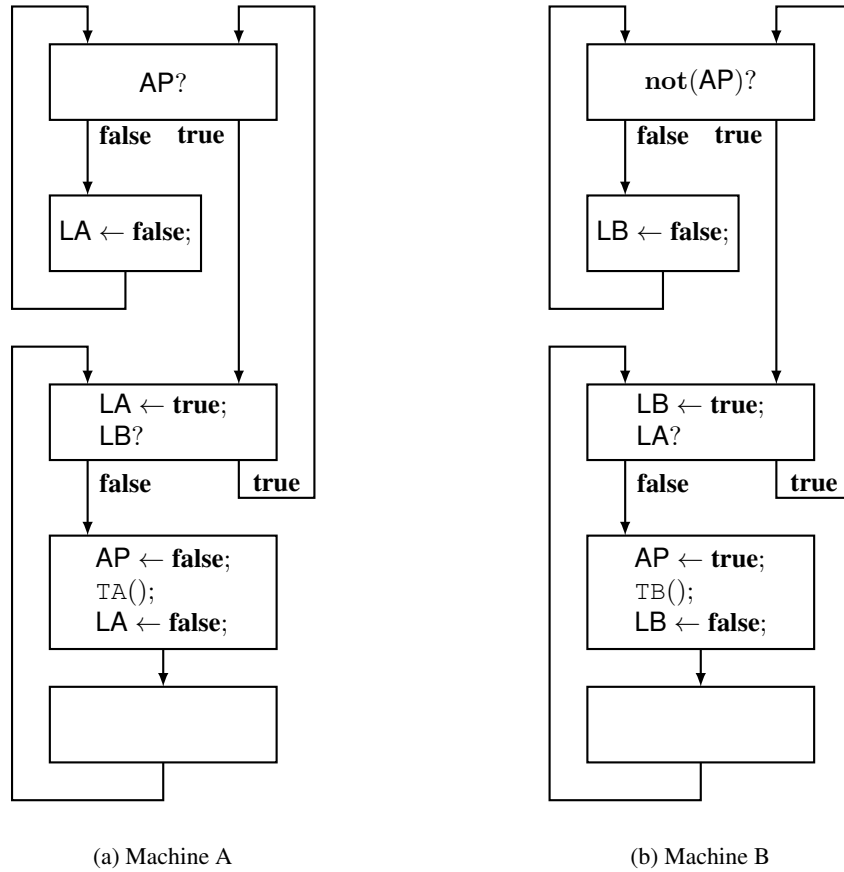 AP?
false true
LA ← false;
LA ← true;
LB?
false
true
AP ← false;
TA();
LA ← false;
(a) Machine A
not(AP)?
false true
LB ← false;
LB ← true;
LA?
false
true
AP ← true;
TB();
LB ← false;
(b) Machine B